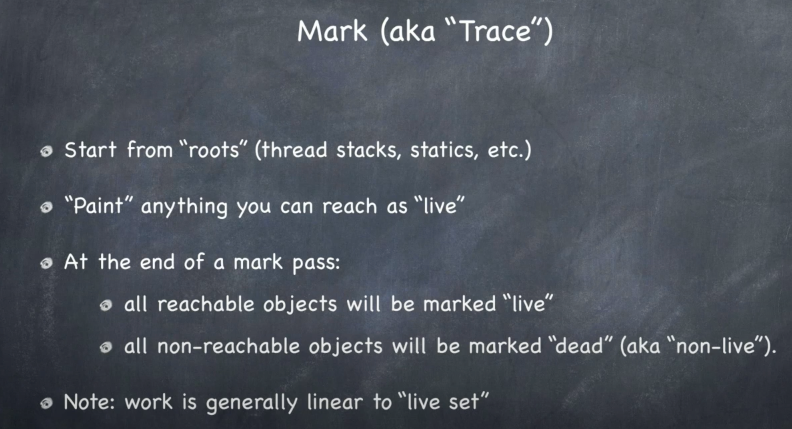 Mark (aka “Trace”)
Start from “roots” (thread stacks, statics, etc.)
“Paint” anything you can reach as “live”
At the end of a mark pass:
all reachable objects will be marked “live”
all non-reachable objects will be marked “dead” (aka “non-live”).
Note: work is generally linear to “live set”